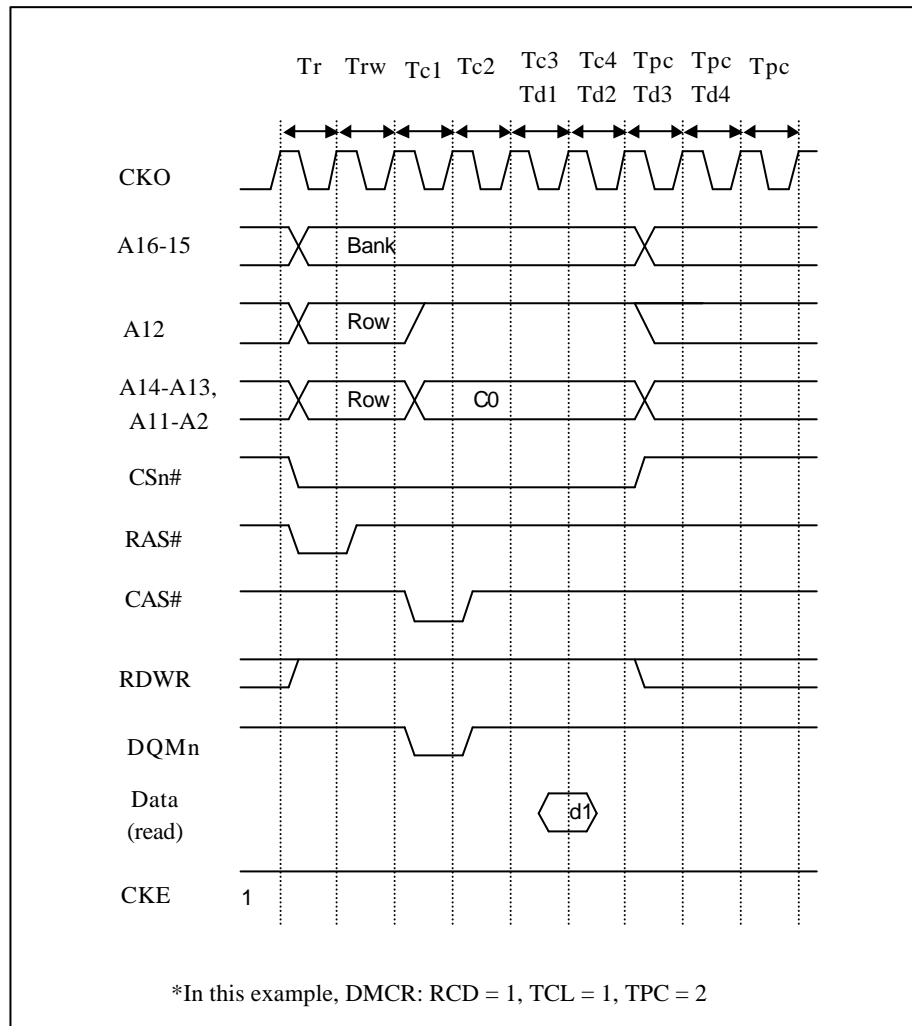 Tr Trw Tc1 Tc2 Tc3 Tc4 Tpc Tpc Tpc
Td1 Td2 Td3 Td4
CKO
A16-15 Bank
A12 Row
A14-A13, Row C0
A11-A2
CSn#
RAS#
CAS#
RDWR
DQMn
Data
(read) d1
CKE 1
*In this example, DMCR: RCD = 1, TCL = 1, TPC = 2